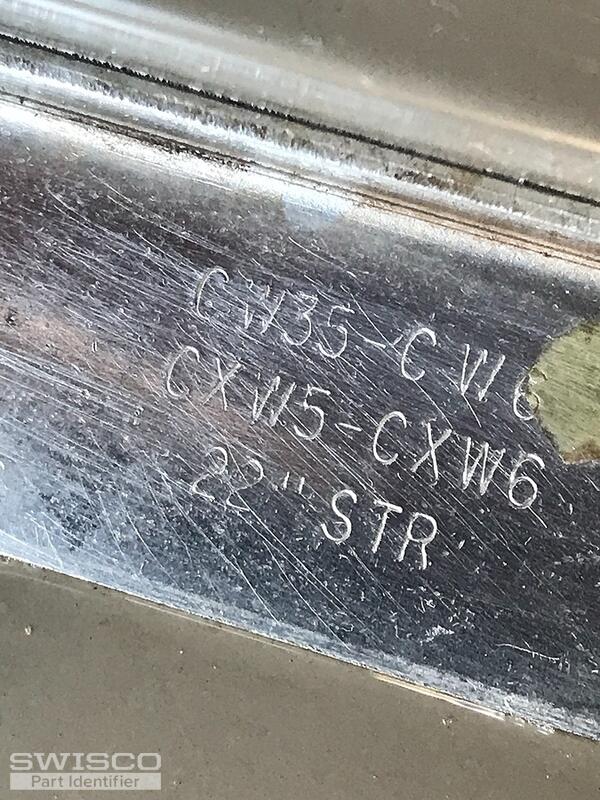 CW35-CW6
CXW5-CXW6
22" STR
SWISCO
Part Identifier